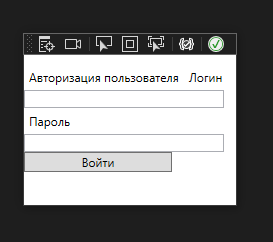 Авторизация пользователя Логин
Пароль
Войти